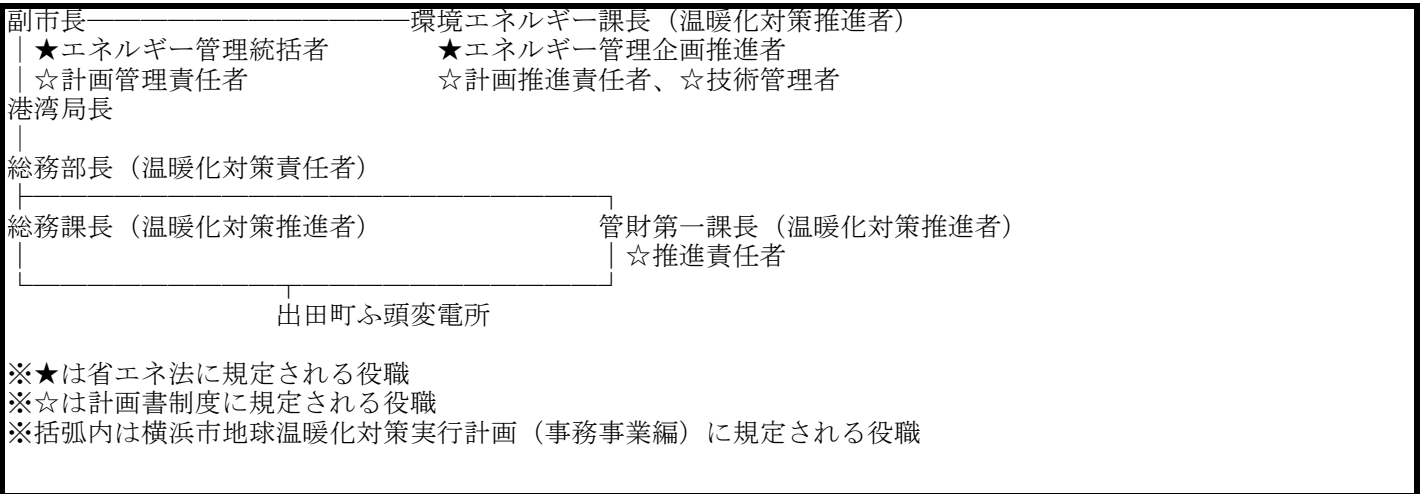 副市長────────────環境エネルギー課長（温暖化対策推進者）
│★エネルギー管理統括者　　　　★エネルギー管理企画推進者
│☆計画管理責任者　　　　　　　☆計画推進責任者、☆技術管理者
港湾局長
│
総務部長（温暖化対策責任者）
├─────────────────────┐
総務課長（温暖化対策推進者）　　　　　　　　　管財第一課長（温暖化対策推進者）
│　　　　　　　　　　　　　　　　　　　　　│☆推進責任者
└─────────┬───────────┘
出田町ふ頭変電所
※★は省エネ法に規定される役職
※☆は計画書制度に規定される役職
※括弧内は横浜市地球温暖化対策実行計画（事務事業編）に規定される役職